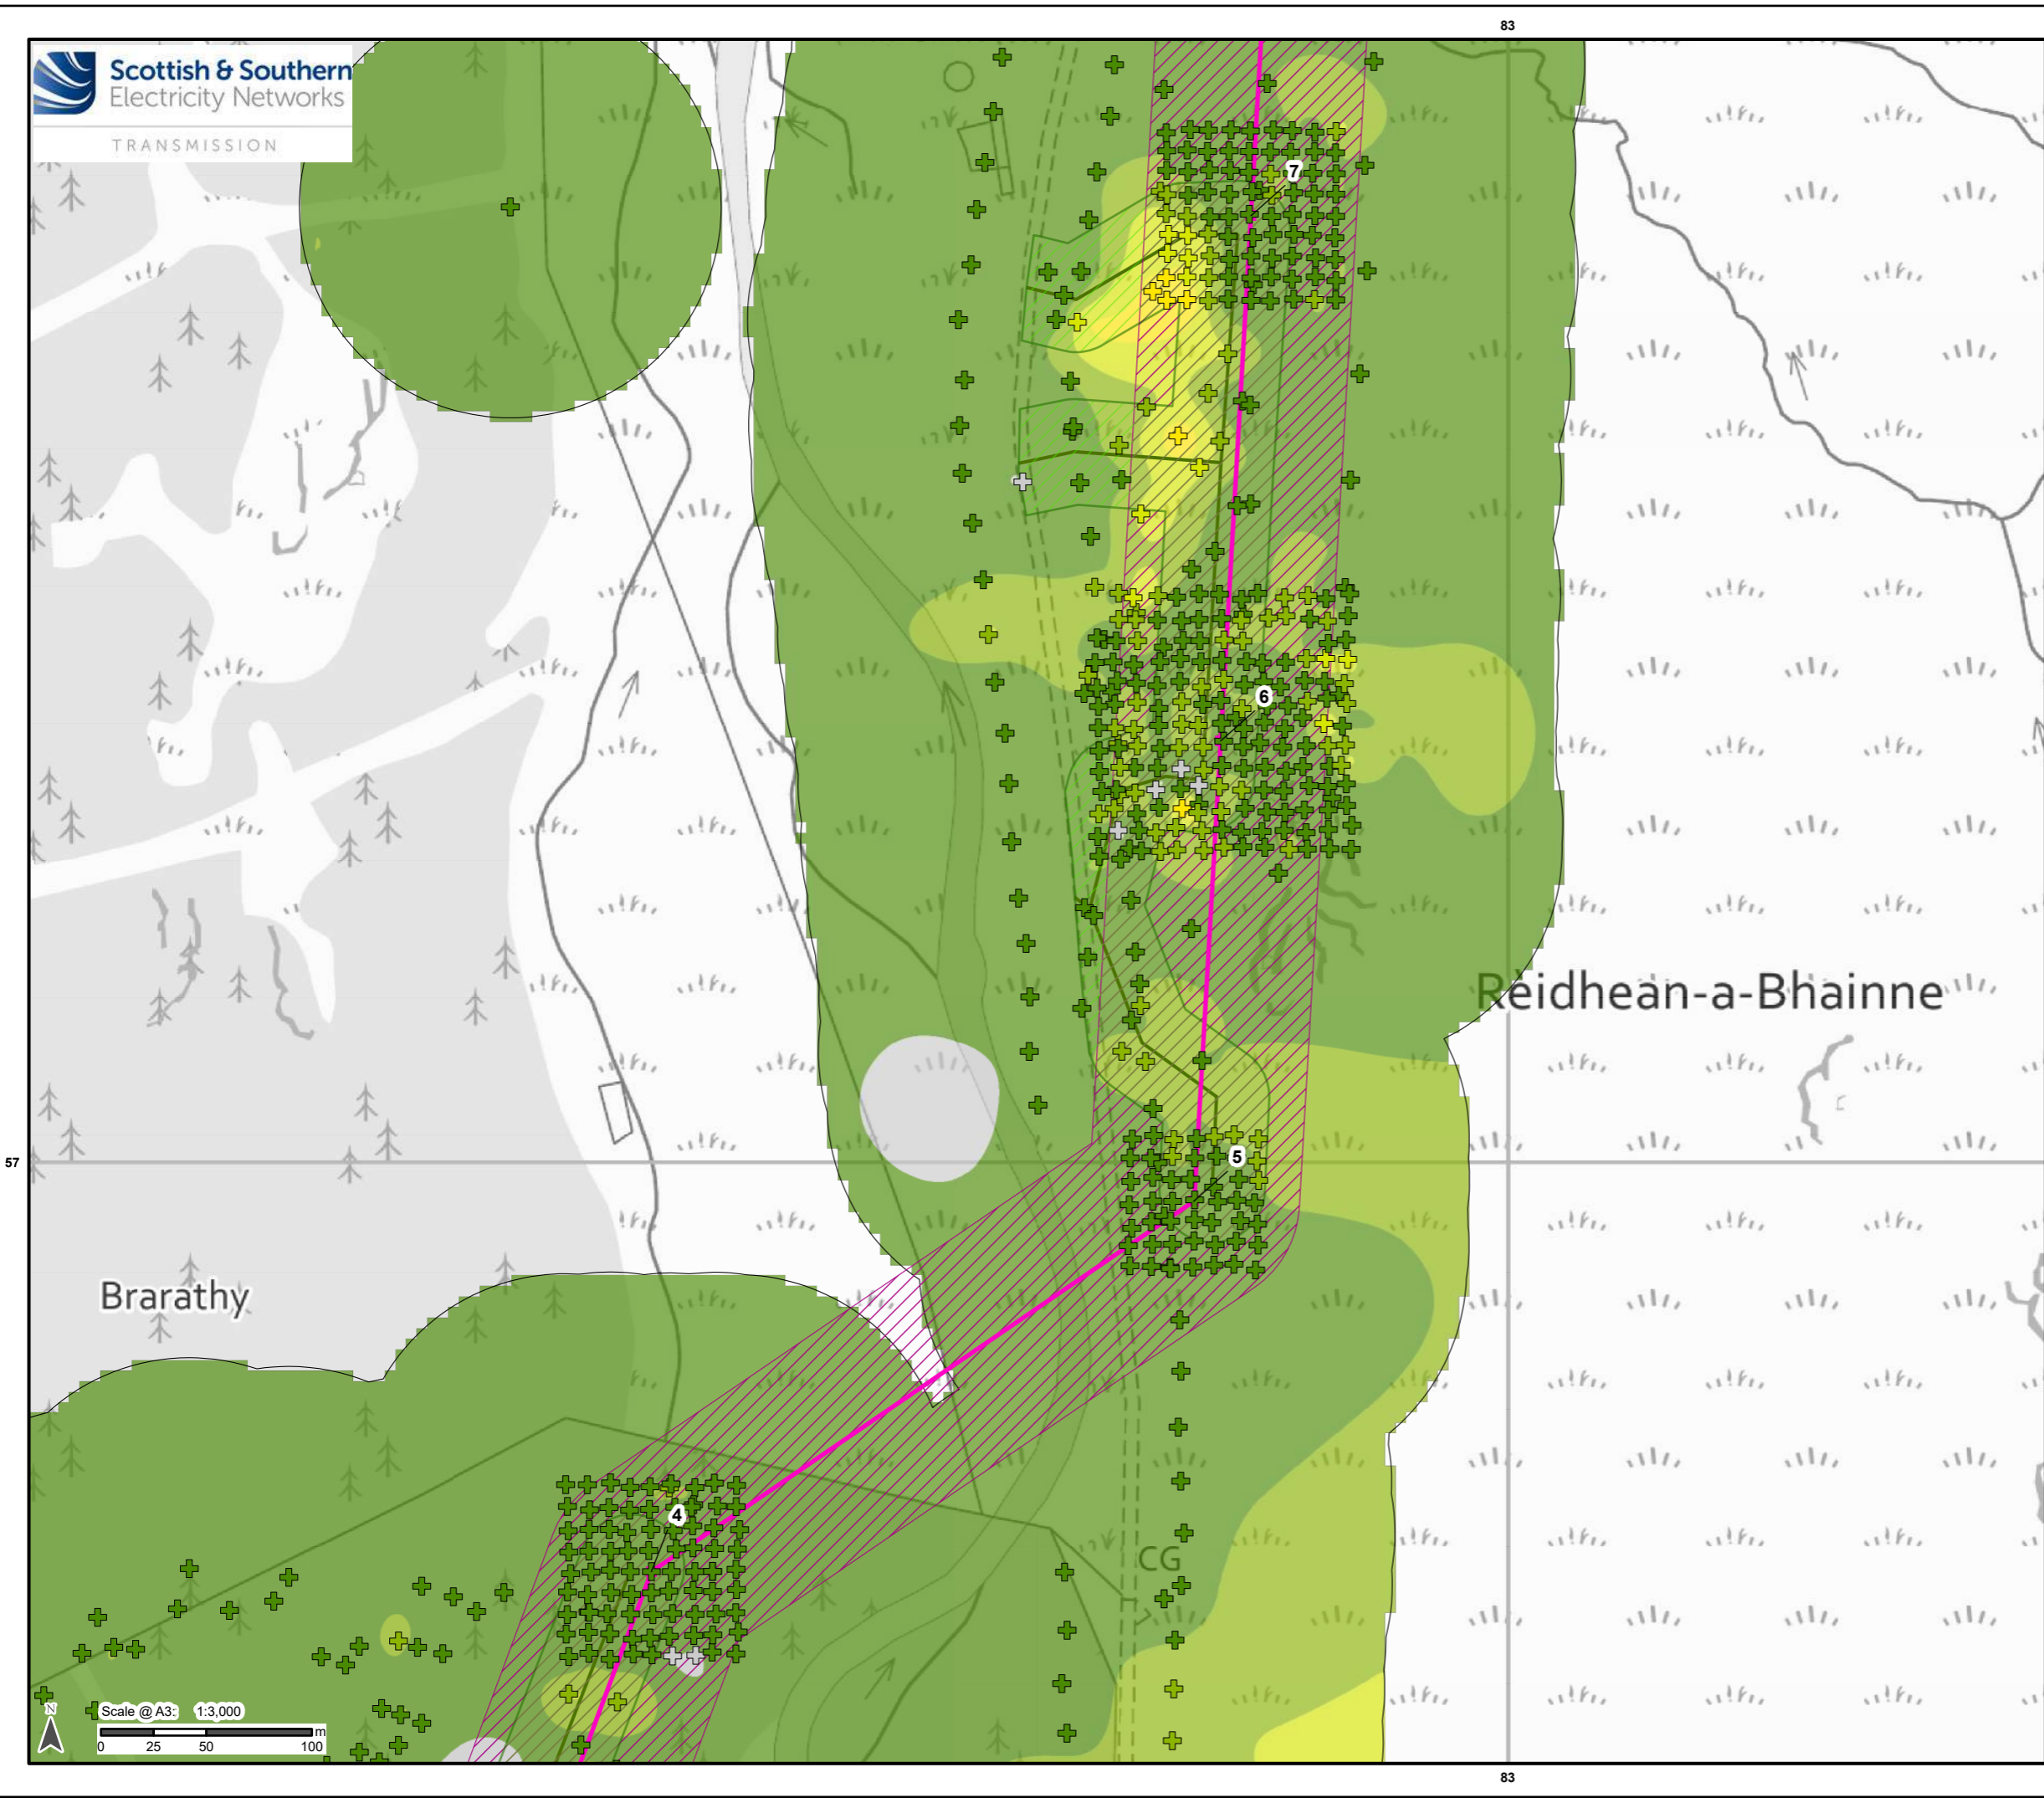 83
Scottish & Southern
Electricity Networks
TRANSMISSION
7
6
Rèidhean-a-Bhainne
57
5
Brarathy
4
CG
N
Scale @ A3: 1:3,000
m
0 25 50 100
83